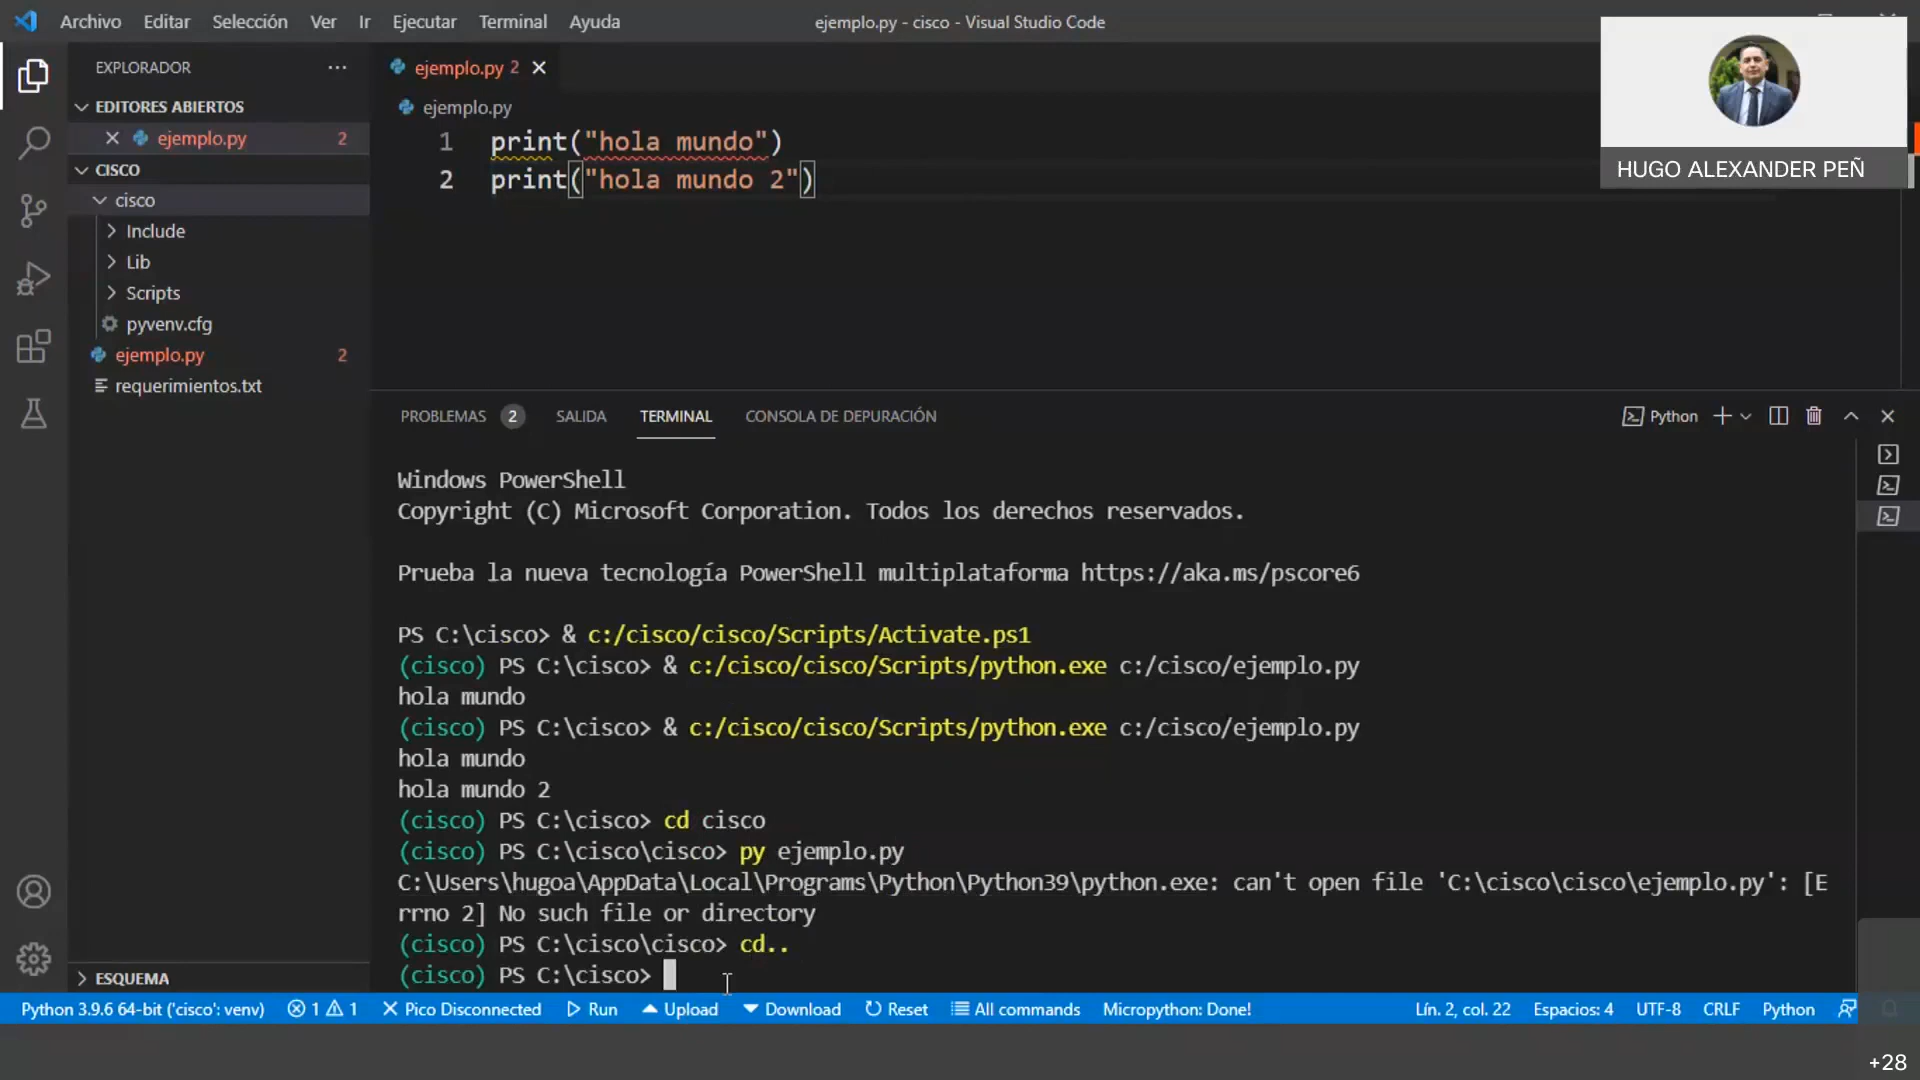 Archivo Editar Selección Ver Ir Ejecutar Terminal Ayuda
ejemplo.py - cisco - Visual Studio Code
EXPLORADOR
EDITORES ABIERTOS
ejemplo.py 2
CISCO
cisco
Include
Lib
Scripts
pyvenv.cfg
ejemplo.py 2
requerimientos.txt
ESQUEMA
ejemplo.py 2
ejemplo.py
1 print("hola mundo")
2 print("hola mundo 2")
HUGO ALEXANDER PEÑ
PROBLEMAS 2 SALIDA TERMINAL CONSOLA DE DEPURACIÓN
Python
Windows PowerShell
Copyright (C) Microsoft Corporation. Todos los derechos reservados.
Prueba la nueva tecnología PowerShell multiplataforma https://aka.ms/pscore6
PS C:\cisco> & c:/cisco/cisco/Scripts/Activate.ps1
(cisco) PS C:\cisco> & c:/cisco/cisco/Scripts/python.exe c:/cisco/ejemplo.py
hola mundo
(cisco) PS C:\cisco> & c:/cisco/cisco/Scripts/python.exe c:/cisco/ejemplo.py
hola mundo
hola mundo 2
(cisco) PS C:\cisco> cd cisco
(cisco) PS C:\cisco\cisco> py ejemplo.py
C:\Users\hugoa\AppData\Local\Programs\Python\Python39\python.exe: can't open file 'C:\cisco\cisco\ejemplo.py': [E
rrno 2] No such file or directory
(cisco) PS C:\cisco\cisco> cd..
(cisco) PS C:\cisco>
Python 3.9.6 64-bit ('cisco': venv) 1 1 Pico Disconnected Run Upload Download Reset All commands Micropython: Done! Lín. 2, col. 22 Espacios: 4 UTF-8 CRLF Python
+28